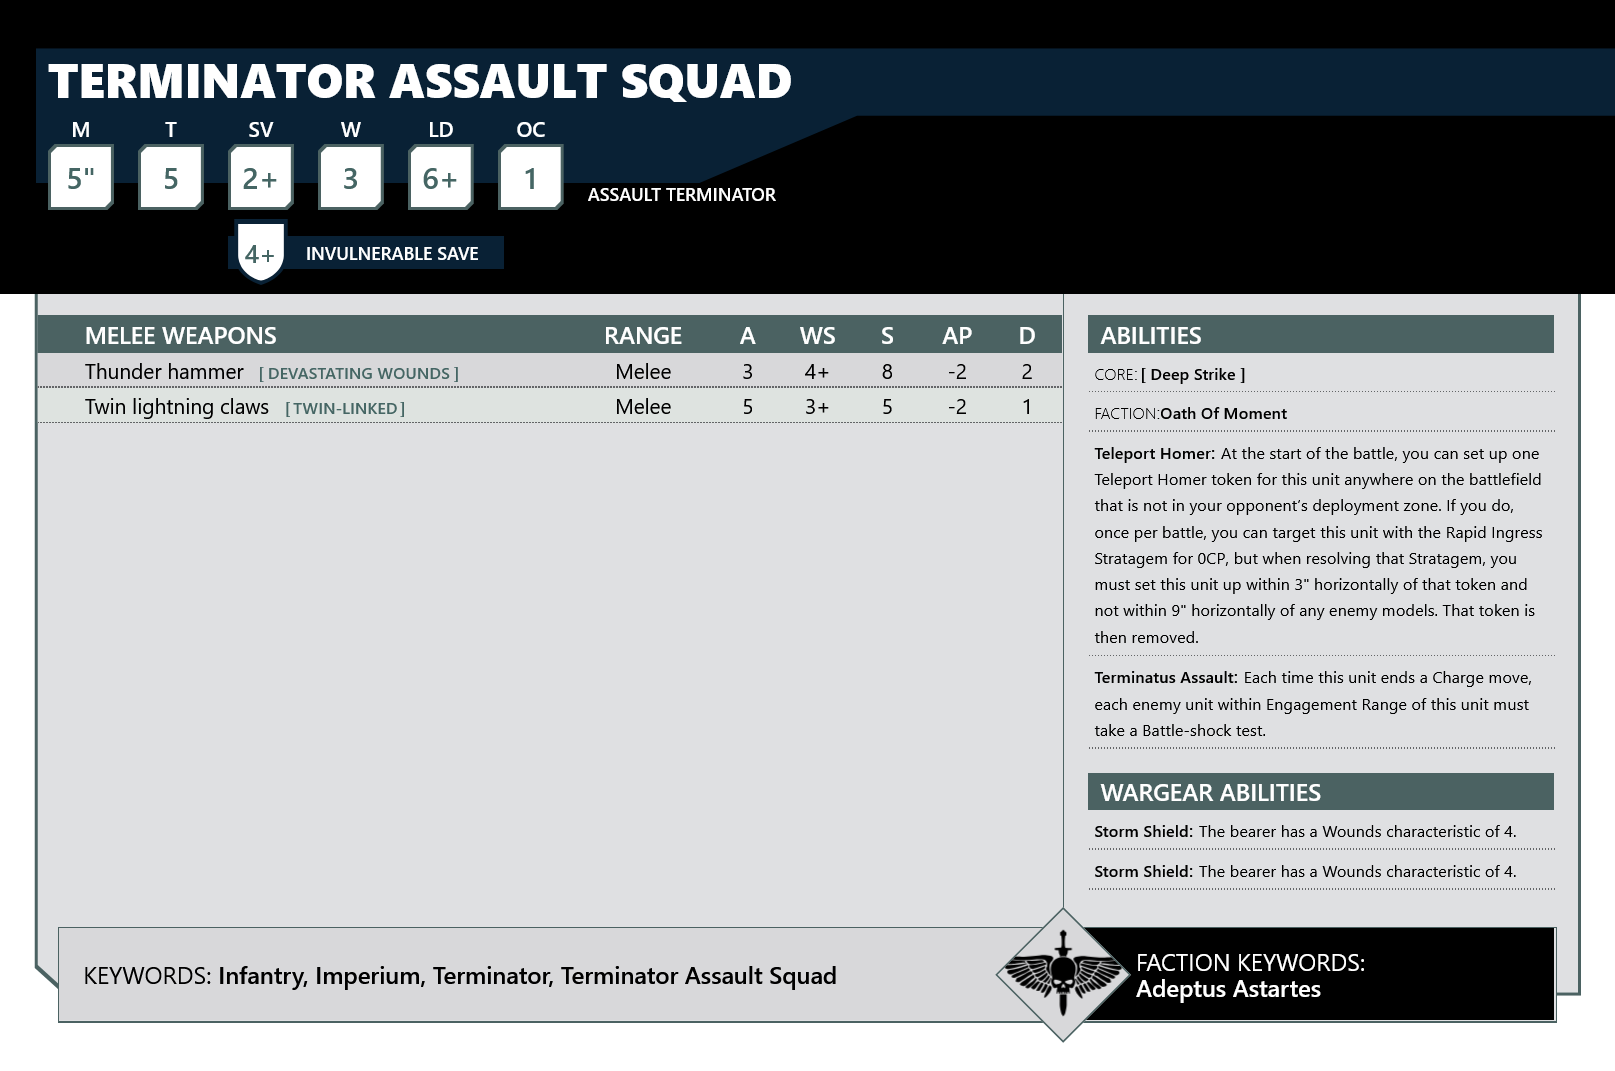 TERMINATOR ASSAULT SQUAD
M T SV W LD OC
5" 5 2+ 3 6+ 1
ASSAULT TERMINATOR
4+ INVULNERABLE SAVE
MELEE WEAPONS RANGE A WS S AP D
Thunder hammer [ DEVASTATING WOUNDS ] Melee 3 4+ 8 -2 2
Twin lightning claws [ TWIN-LINKED ] Melee 5 3+ 5 -2 1
ABILITIES
CORE: [ Deep Strike ]
FACTION:Oath Of Moment
Teleport Homer: At the start of the battle, you can set up one
Teleport Homer token for this unit anywhere on the battlefield
that is not in your opponent’s deployment zone. If you do,
once per battle, you can target this unit with the Rapid Ingress
Stratagem for 0CP, but when resolving that Stratagem, you
must set this unit up within 3" horizontally of that token and
not within 9" horizontally of any enemy models. That token is
then removed.
Terminatus Assault: Each time this unit ends a Charge move,
each enemy unit within Engagement Range of this unit must
take a Battle-shock test.
WARGEAR ABILITIES
Storm Shield: The bearer has a Wounds characteristic of 4.
Storm Shield: The bearer has a Wounds characteristic of 4.
KEYWORDS: Infantry, Imperium, Terminator, Terminator Assault Squad
FACTION KEYWORDS:
Adeptus Astartes